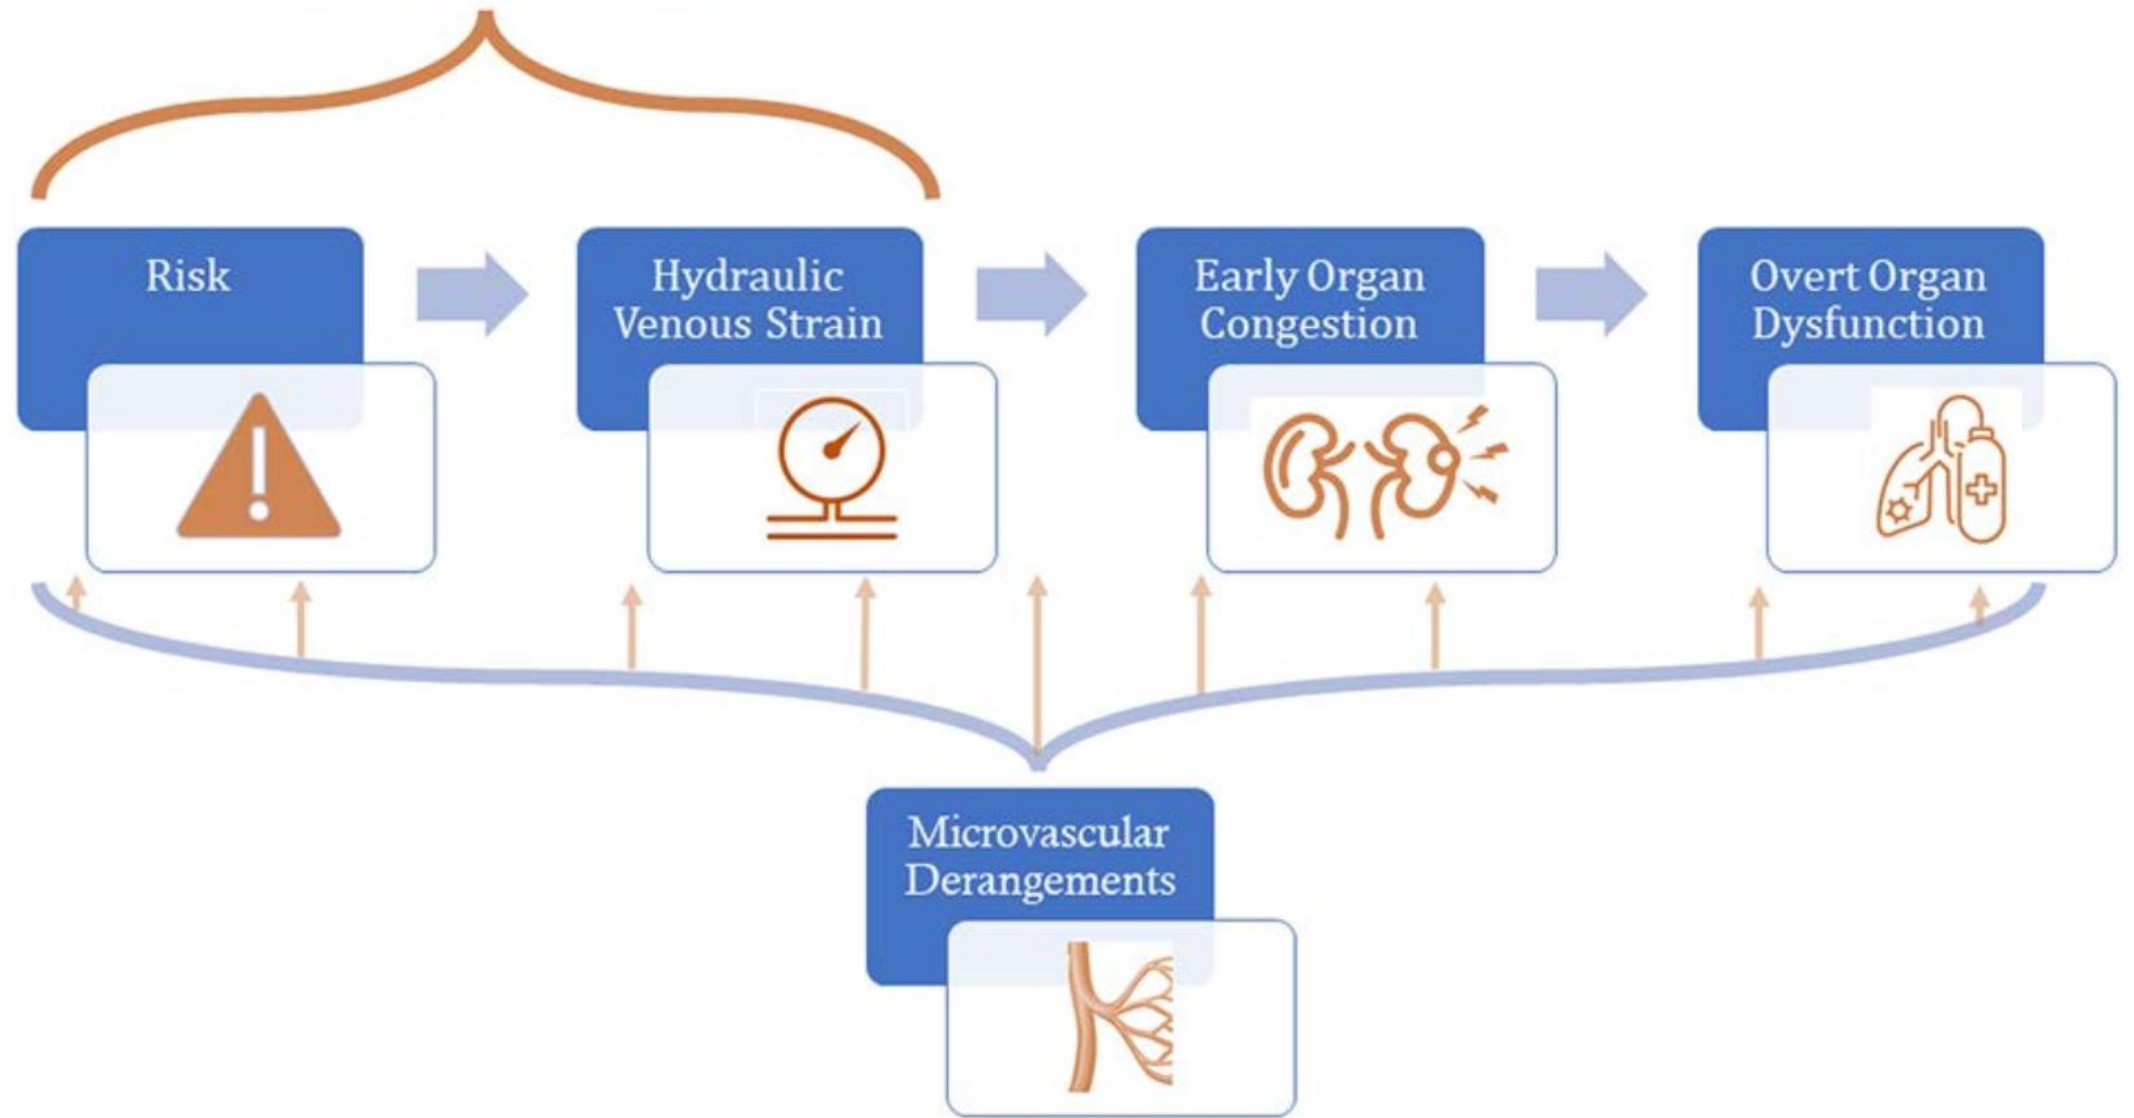 Risk
Hydraulic
Venous Strain
Early Organ
Congestion
Overt Organ
Dysfunction
Microvascular
Derangements